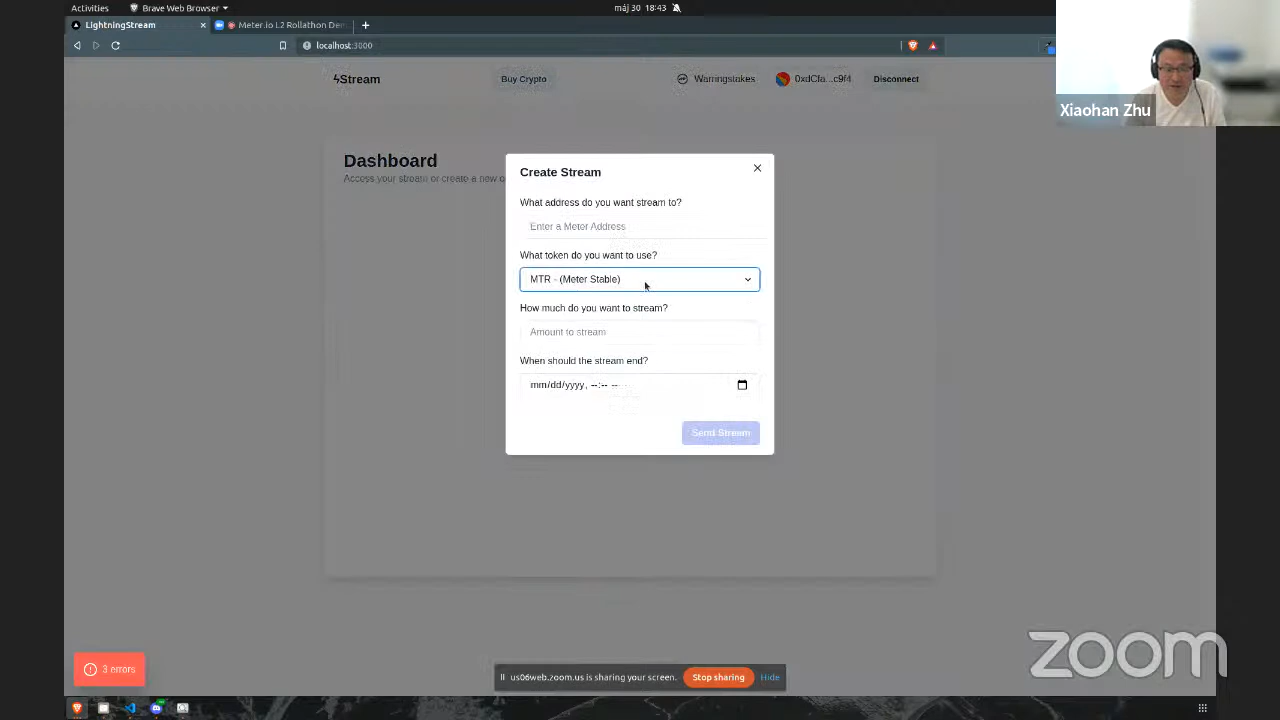 Activities
Brave Web Browser
máj 30 18:43
LightningStream
Meter.io L2 Rollathon Dem
localhost:3000
Xiaohan Zhu
ϟStream
Buy Crypto
Warringstakes
0xdCfa...c9f4
Disconnect
Dashboard
Access your stream or create a new o
Create Stream
What address do you want stream to?
Enter a Meter Address
What token do you want to use?
MTR - (Meter Stable)
How much do you want to stream?
Amount to stream
When should the stream end?
mm/dd/yyyy, --:-- --
Send Stream
3 errors
us06web.zoom.us is sharing your screen.
Stop sharing
Hide
zoom